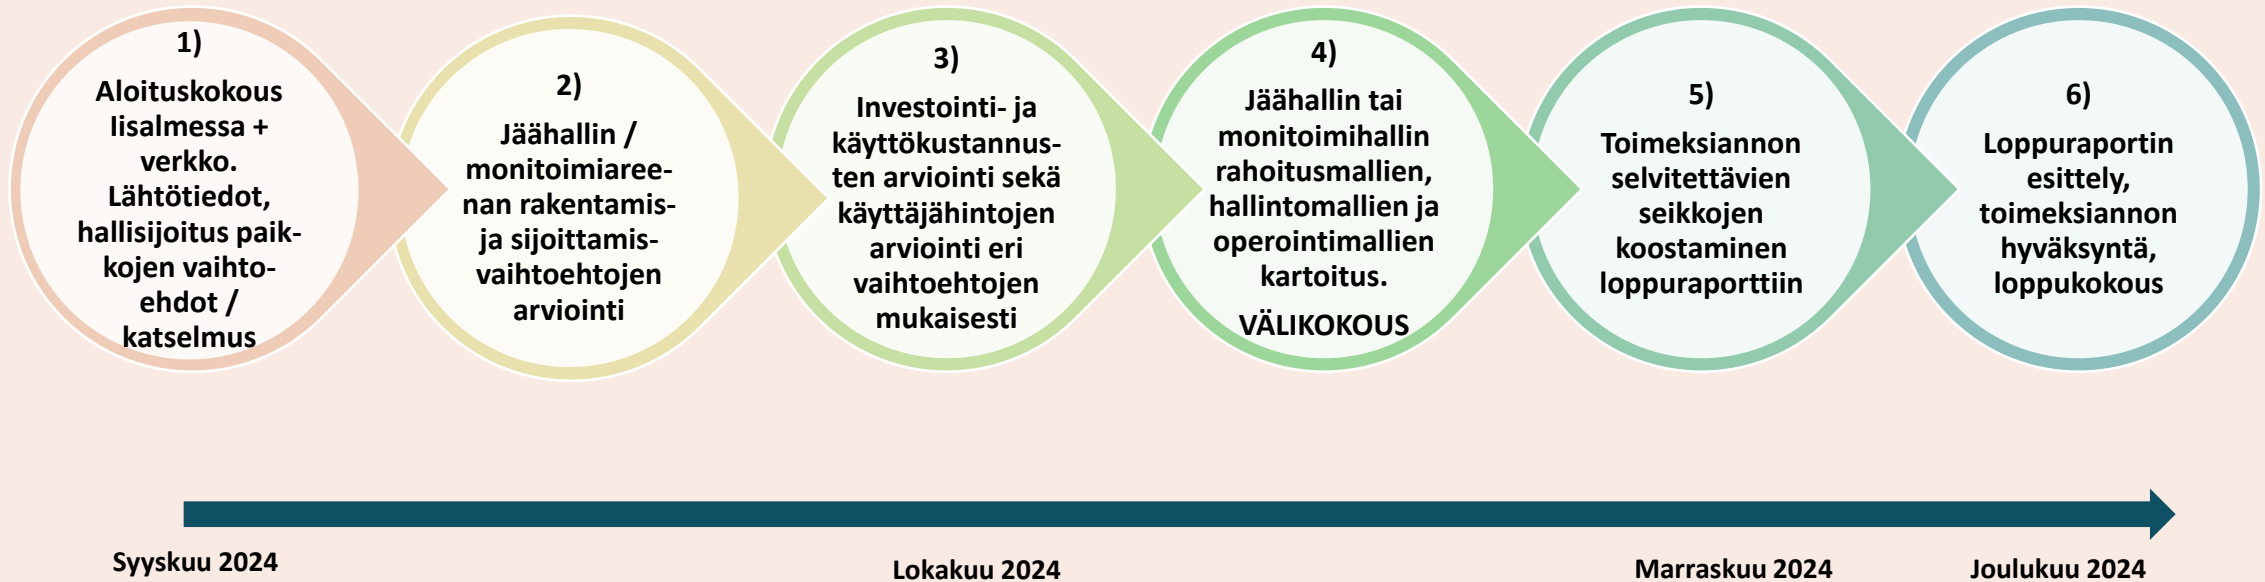 1)
Aloituskokous
Iisalmessa +
verkko.
Lähtötiedot,
hallisijoitus paik-
kojen vaihto-
ehdot /
katselmus
2)
Jäähallin /
monitoimiaree-
nan rakentamis-
ja sijoittamis-
vaihtoehtojen
arviointi
3)
Investointi- ja
käyttökustannus-
ten arviointi sekä
käyttäjähintojen
arviointi eri
vaihtoehtojen
mukaisesti
4)
Jäähallin tai
monitoimihallin
rahoitusmallien,
hallintomallien ja
operointimallien
kartoitus.
VÄLIKOKOUS
5)
Toimeksiannon
selvitettävien
seikkojen
koostaminen
loppuraporttiin
6)
Loppuraportin
esittely,
toimeksiannon
hyväksyntä,
loppukokous
Syyskuu 2024
Lokakuu 2024
Marraskuu 2024
Joulukuu 2024